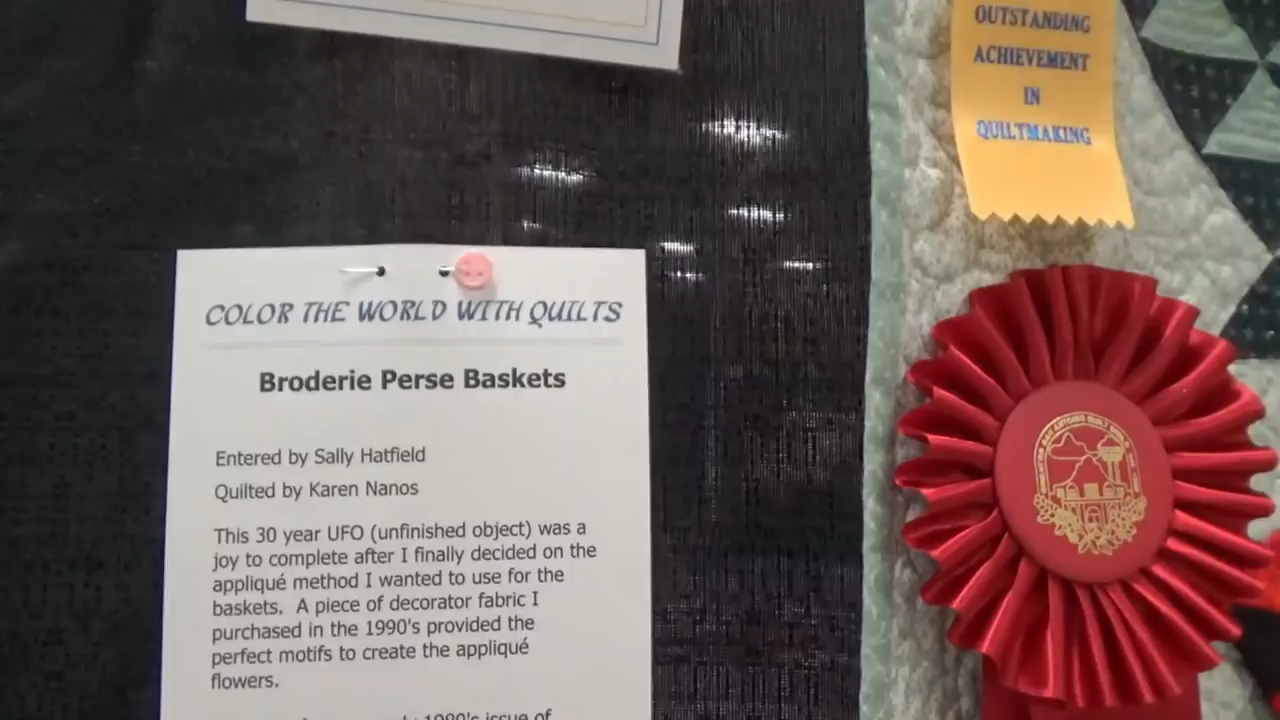 OUTSTANDING
ACHIEVEMENT
IN
QUILTMAKING
COLOR THE WORLD WITH QUILTS
Broderie Perse Baskets
Entered by Sally Hatfield
Quilted by Karen Nanos
This 30 year UFO (unfinished object) was a
joy to complete after I finally decided on the
appliqué method I wanted to use for the
baskets.  A piece of decorator fabric I
purchased in the 1990's provided the
perfect motifs to create the appliqué
flowers.
1980's issue of